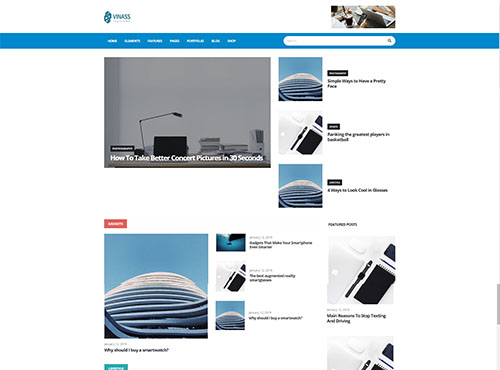 VINASS
HOME ELEMENTS FEATURES PAGES PORTFOLIO BLOG SHOP
PHOTOGRAPHY
How To Take Better Concert Pictures in 30 Seconds
PHOTOGRAPHY
Simple Ways to Have a Pretty
Face
SPORTS
Ranking the greatest players in
basketball
LIFESTYLE
6 Ways to Look Cool in Glasses
GADGETS
January 12, 2019
Why should I buy a smartwatch?
January 12, 2019
Gadgets That Make Your Smartphone
Even Smarter
January 12, 2019
The best augmented reality
smartglasses
January 12, 2019
Why should I buy a smartwatch?
FEATURED POSTS
January 12, 2019
Main Reasons To Stop Texting
And Driving
LIFESTYLE